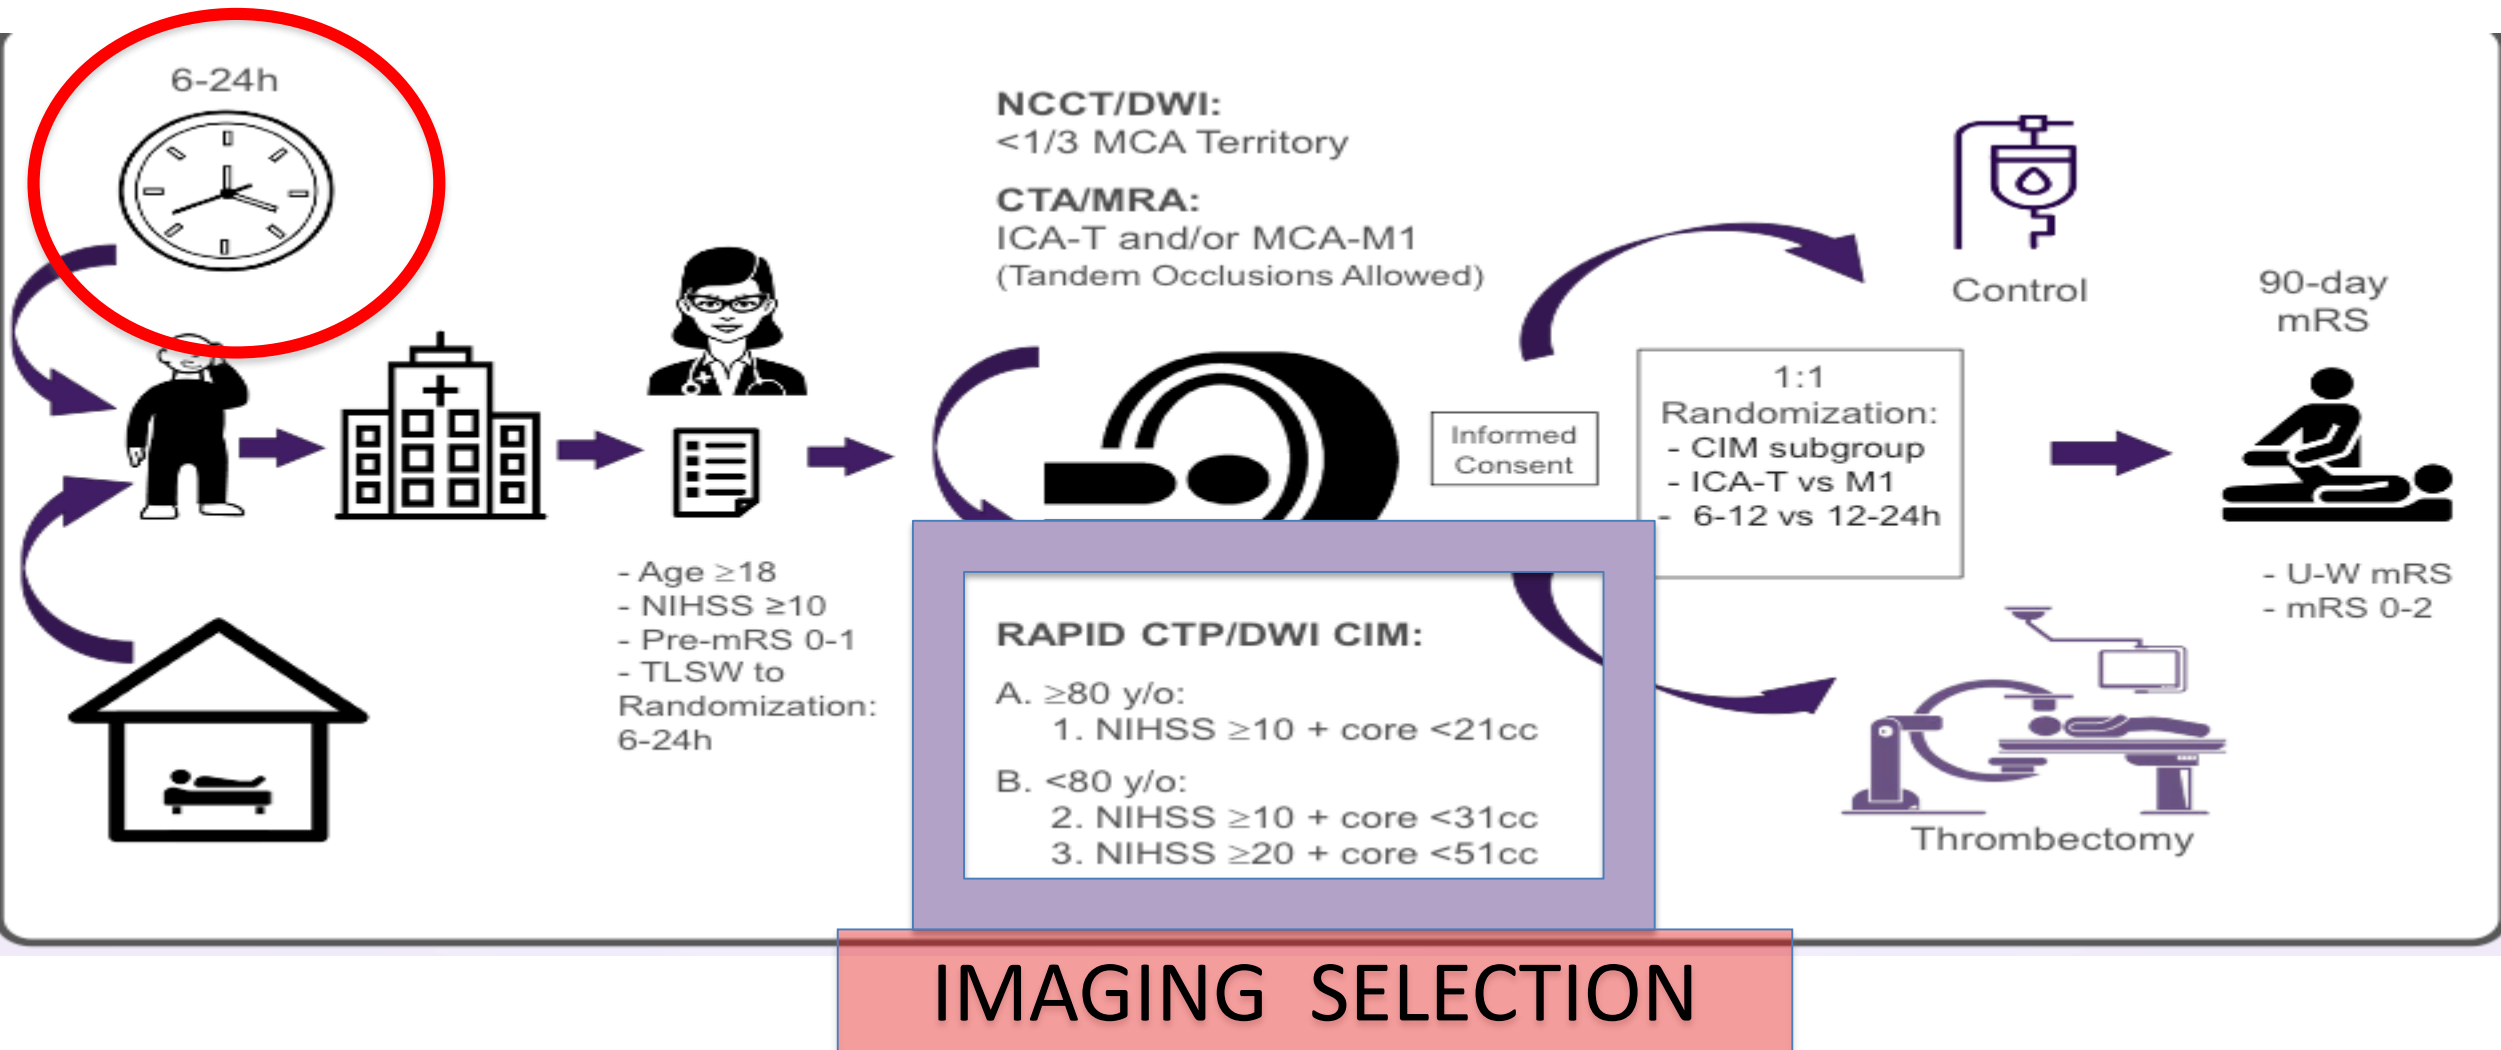 6-24h
NCCT/DWI:
<1/3 MCA Territory
CTA/MRA:
ICA-T and/or MCA-M1
(Tandem Occlusions Allowed)
Control
90-day
mRS
Informed
Consent
1:1
Randomization:
- CIM subgroup
- ICA-T vs M1
- 6-12 vs 12-24h
- Age ≥18
- NIHSS ≥10
- Pre-mRS 0-1
- TLSW to
Randomization:
6-24h
RAPID CTP/DWI CIM:
A. ≥80 y/o:
1. NIHSS ≥10 + core <21cc
B. <80 y/o:
2. NIHSS ≥10 + core <31cc
3. NIHSS ≥20 + core <51cc
- U-W mRS
- mRS 0-2
Thrombectomy
IMAGING SELECTION